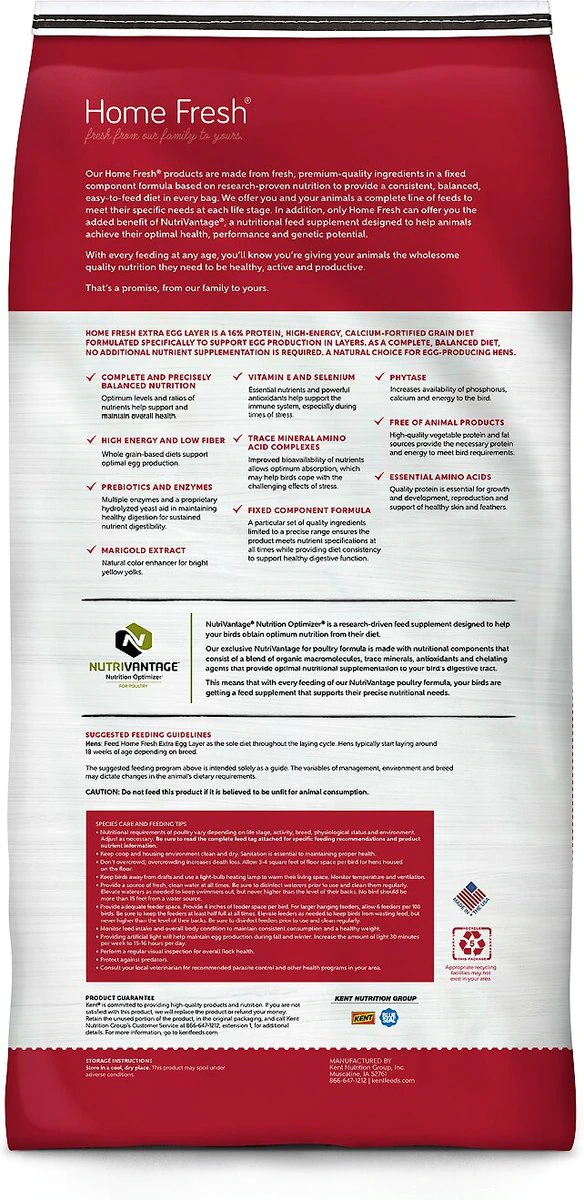 Home Fresh®
fresh from our family to yours.
Our Home Fresh® products are made from fresh, premium-quality ingredients in a fixed
component formula based on research-proven nutrition to provide a consistent, balanced,
easy-to-feed diet in every bag. We offer you and your animals a complete line of feeds to
meet their specific needs at each life stage. In addition, only Home Fresh can offer you the
added benefit of NutriVantage®, a nutritional feed supplement designed to help animals
achieve their optimal health, performance and genetic potential.
With every feeding at any age, you'll know you're giving your animals the wholesome
quality nutrition they need to be healthy, active and productive.
That's a promise, from our family to yours.
HOME FRESH EXTRA EGG LAYER IS A 16% PROTEIN, HIGH-ENERGY, CALCIUM-FORTIFIED GRAIN DIET
FORMULATED SPECIFICALLY TO SUPPORT EGG PRODUCTION IN LAYERS. AS A COMPLETE, BALANCED DIET,
NO ADDITIONAL NUTRIENT SUPPLEMENTATION IS REQUIRED. A NATURAL CHOICE FOR EGG-PRODUCING HENS.
COMPLETE AND PRECISELY
BALANCED NUTRITION
Optimum levels and ratios of
nutrients help support and
maintain overall health.
HIGH ENERGY AND LOW FIBER
Whole grain-based diets support
optimal egg production.
PREBIOTICS AND ENZYMES
Multiple enzymes and a proprietary
hydrolyzed yeast aid in maintaining
healthy digestion for sustained
nutrient digestibility.
MARIGOLD EXTRACT
Natural color enhancer for bright
yellow yolks.
VITAMIN E AND SELENIUM
Essential nutrients and powerful
antioxidants help support the
immune system, especially during
times of stress.
TRACE MINERAL AMINO
ACID COMPLEXES
Improved bioavailability of nutrients
allows optimum absorption, which
may help birds cope with the
challenging effects of stress.
FIXED COMPONENT FORMULA
A particular set of quality ingredients
limited to a precise range ensures the
product meets nutrient specifications at
all times while providing diet consistency
to support healthy digestive function.
PHYTASE
Increases availability of phosphorus,
calcium and energy to the bird.
FREE OF ANIMAL PRODUCTS
High-quality vegetable protein and fat
sources provide the necessary protein
and energy to meet bird requirements.
ESSENTIAL AMINO ACIDS
Quality protein is essential for growth
and development, reproduction and
support of healthy skin and feathers.
N
NUTRIVANTAGE®
Nutrition Optimizer®
FOR POULTRY
NutriVantage® Nutrition Optimizer® is a research-driven feed supplement designed to help
your birds obtain optimum nutrition from their diet.
Our exclusive NutriVantage for poultry formula is made with nutritional components that
consist of a blend of organic macromolecules, trace minerals, antioxidants and chelating
agents that provide optimal nutritional supplementation to your bird's digestive tract.
This means that with every feeding of our NutriVantage poultry formula, your birds are
getting a feed supplement that supports their precise nutritional needs.
SUGGESTED FEEDING GUIDELINES
Hens: Feed Home Fresh Extra Egg Layer as the sole diet throughout the laying cycle. Hens typically start laying around
18 weeks of age depending on breed.
The suggested feeding program above is intended solely as a guide. The variables of management, environment and breed
may dictate changes in the animal's dietary requirements.
CAUTION: Do not feed this product if it is believed to be unfit for animal consumption.
SPECIES CARE AND FEEDING TIPS
• Nutritional requirements of poultry vary depending on life stage, activity, breed, physiological status and environment.
Adjust as necessary. Be sure to read the complete feed tag attached for specific feeding recommendations and product
nutrient information.
• Keep coop and housing environment clean and dry. Sanitation is essential to maintaining proper health.
• Don't overcrowd; overcrowding increases death loss. Allow 3-4 square feet of floor space per bird for hens housed
on the floor.
• Keep birds away from drafts and use a light-bulb heating lamp to warm their living space. Monitor temperature and ventilation.
• Provide a source of fresh, clean water at all times. Be sure to disinfect waterers prior to use and clean them regularly.
Elevate waterers as needed to keep swimmers out, but never higher than the level of their backs. No bird should be
more than 15 feet from a water source.
• Provide adequate feeder space. Provide 4 inches of feeder space per bird. For larger hanging feeders, allow 6 feeders per 100
birds. Be sure to keep the feeders at least half full at all times. Elevate feeders as needed to keep birds from wasting feed, but
never higher than the level of their backs. Be sure to disinfect feeders prior to use and clean regularly.
• Monitor feed intake and overall body condition to maintain consistent consumption and a healthy weight.
• Providing artificial light will help maintain egg production during fall and winter. Increase the amount of light 30 minutes
per week to 15-16 hours per day.
• Perform a regular visual inspection for overall flock health.
• Protect against predators.
• Consult your local veterinarian for recommended parasite control and other health programs in your area.
MADE IN THE USA
RECYCLE
5
THIS PACKAGE
Appropriate recycling
facilities may not
exist in your area.
PRODUCT GUARANTEE
Kent® is committed to providing high-quality products and nutrition. If you are not
satisfied with this product, we will replace the product or refund your money.
Retain the unused portion of the product, in the original packaging, and call Kent
Nutrition Group's Customer Service at 866-647-1212, extension 1, for additional
details. For more information, go to kentfeeds.com.
KENT NUTRITION GROUP
KENT
BLUE SEAL
STORAGE INSTRUCTIONS
Store in a cool, dry place. This product may spoil under
adverse conditions.
MANUFACTURED BY
Kent Nutrition Group, Inc.
Muscatine, IA 52761
866-647-1212 | kentfeeds.com